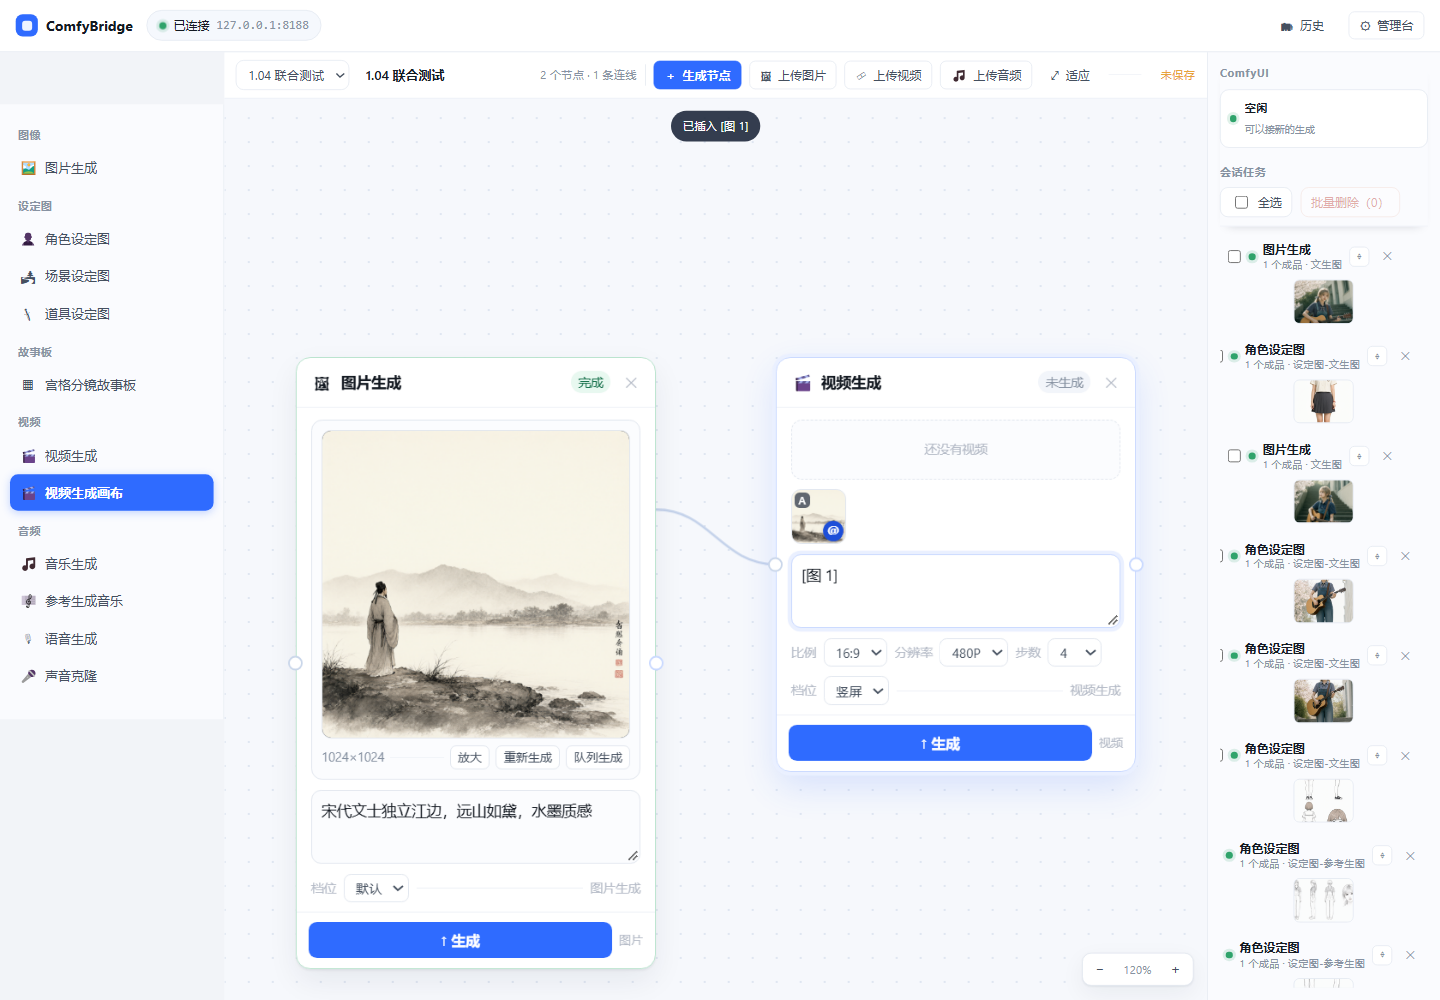 ComfyBridge
已连接 127.0.0.1:8188
历史
管理台
1.04 联合测试
1.04 联合测试
2 个节点 · 1 条连线
+ 生成节点
上传图片
上传视频
上传音频
适应
未保存
已插入 [图 1]
图像
图片生成
设定图
角色设定图
场景设定图
道具设定图
故事板
宫格分镜故事板
视频
视频生成
视频生成画布
音频
音乐生成
参考生成音乐
语音生成
声音克隆
图片生成
完成
1024×1024
放大
重新生成
队列生成
宋代文士独立江边，远山如黛，水墨质感
档位
默认
图片生成
↑ 生成
图片
视频生成
未生成
还没有视频
A
@
[图 1]
比例
16:9
分辨率
480P
步数
4
档位
竖屏
视频生成
↑ 生成
视频
− 120% +
ComfyUI
空闲
可以接新的生成
会话任务
全选
批量删除（0）
图片生成
1 个成品 · 文生图
角色设定图
1 个成品 · 设定图-文生图
图片生成
1 个成品 · 文生图
角色设定图
1 个成品 · 设定图-文生图
角色设定图
1 个成品 · 设定图-文生图
角色设定图
1 个成品 · 设定图-文生图
角色设定图
1 个成品 · 设定图-参考生图
角色设定图
1 个成品 · 设定图-参考生图